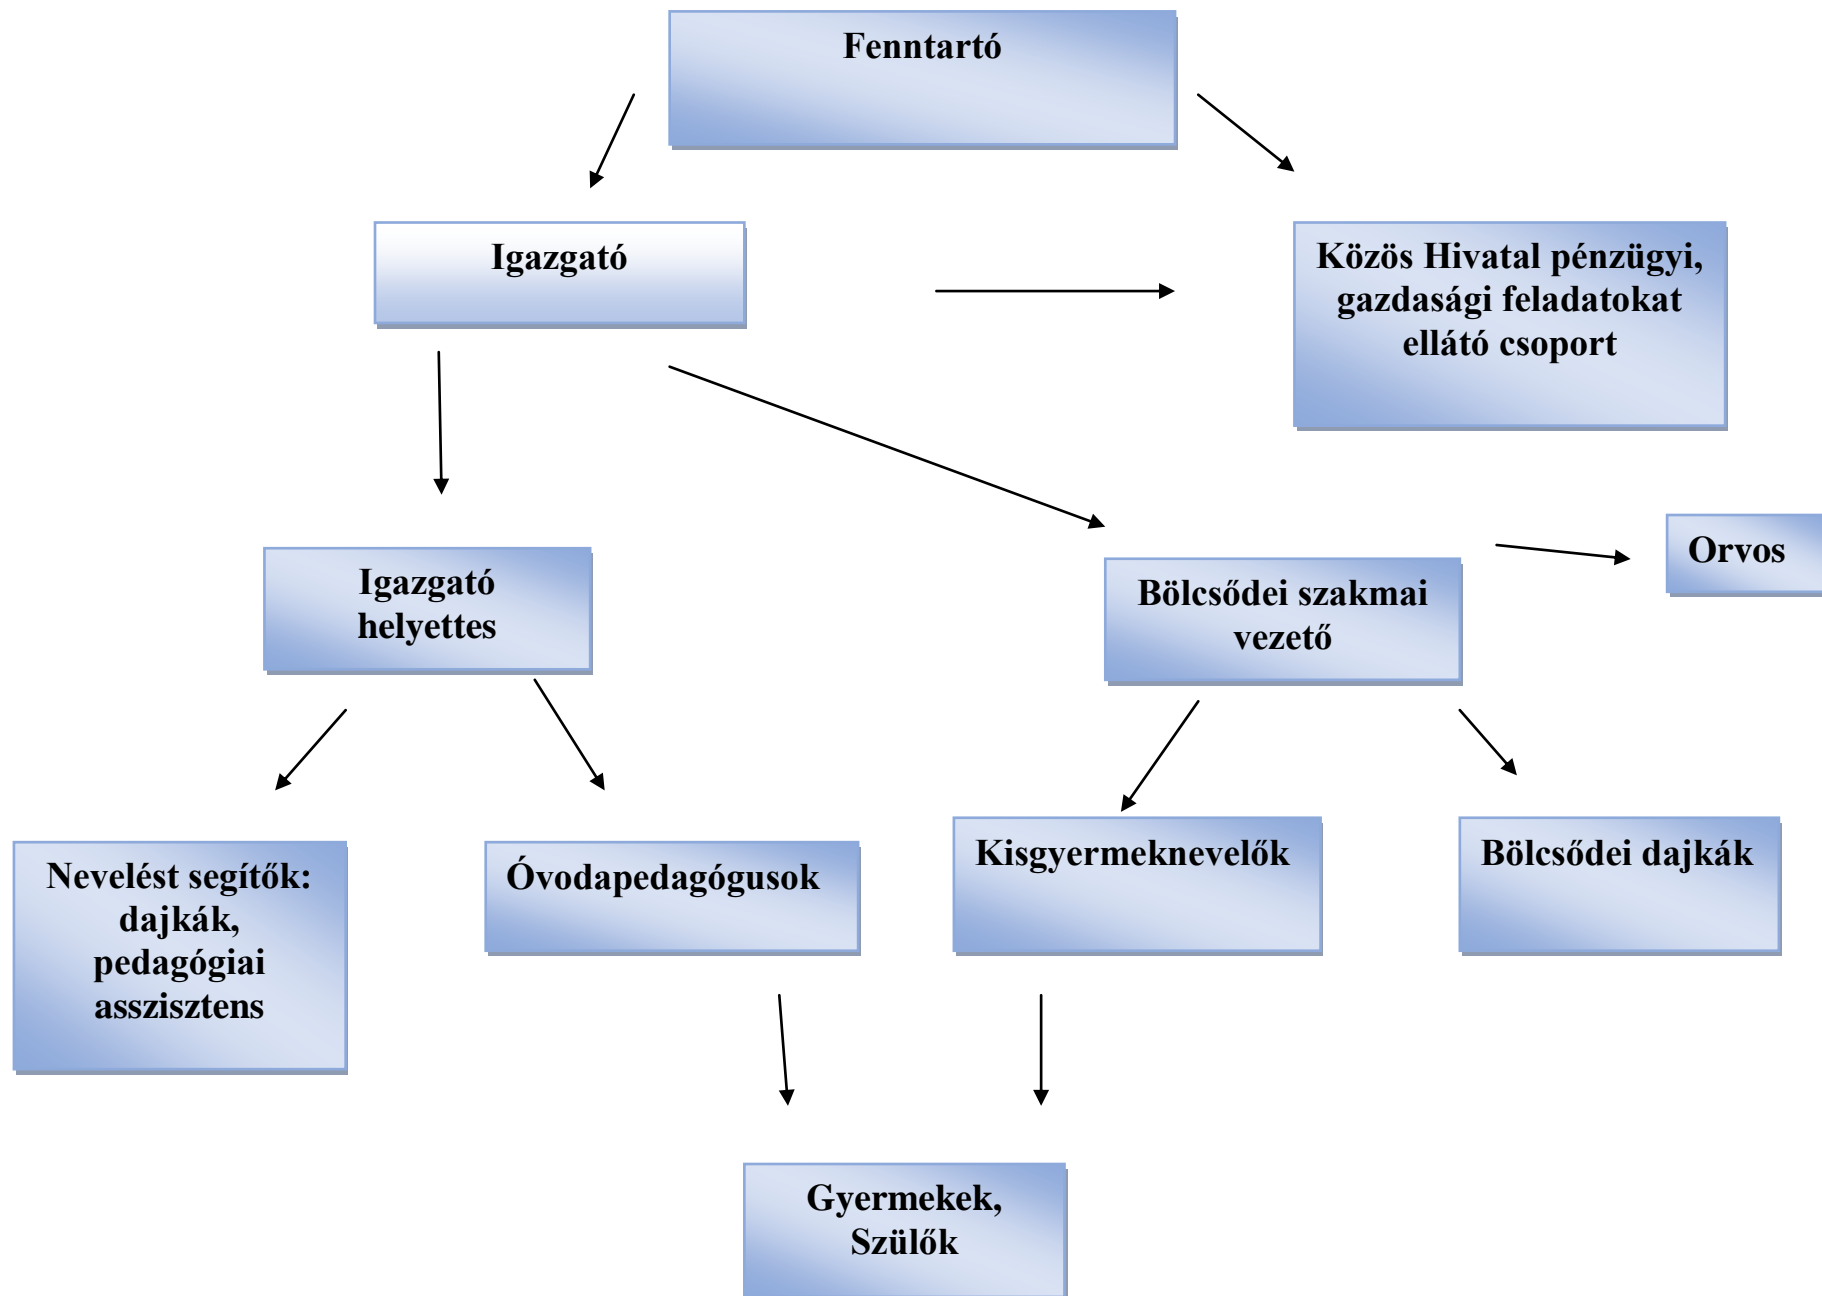 Fenntartó
Igazgató
Közös Hivatal pénzügyi,
gazdasági feladatokat
ellátó csoport
Orvos
Igazgató
helyettes
Bölcsődei szakmai
vezető
Nevelést segítők:
dajkák,
pedagógiai
asszisztens
Óvodapedagógusok
Kisgyermeknevelők
Bölcsődei dajkák
Gyermekek,
Szülők